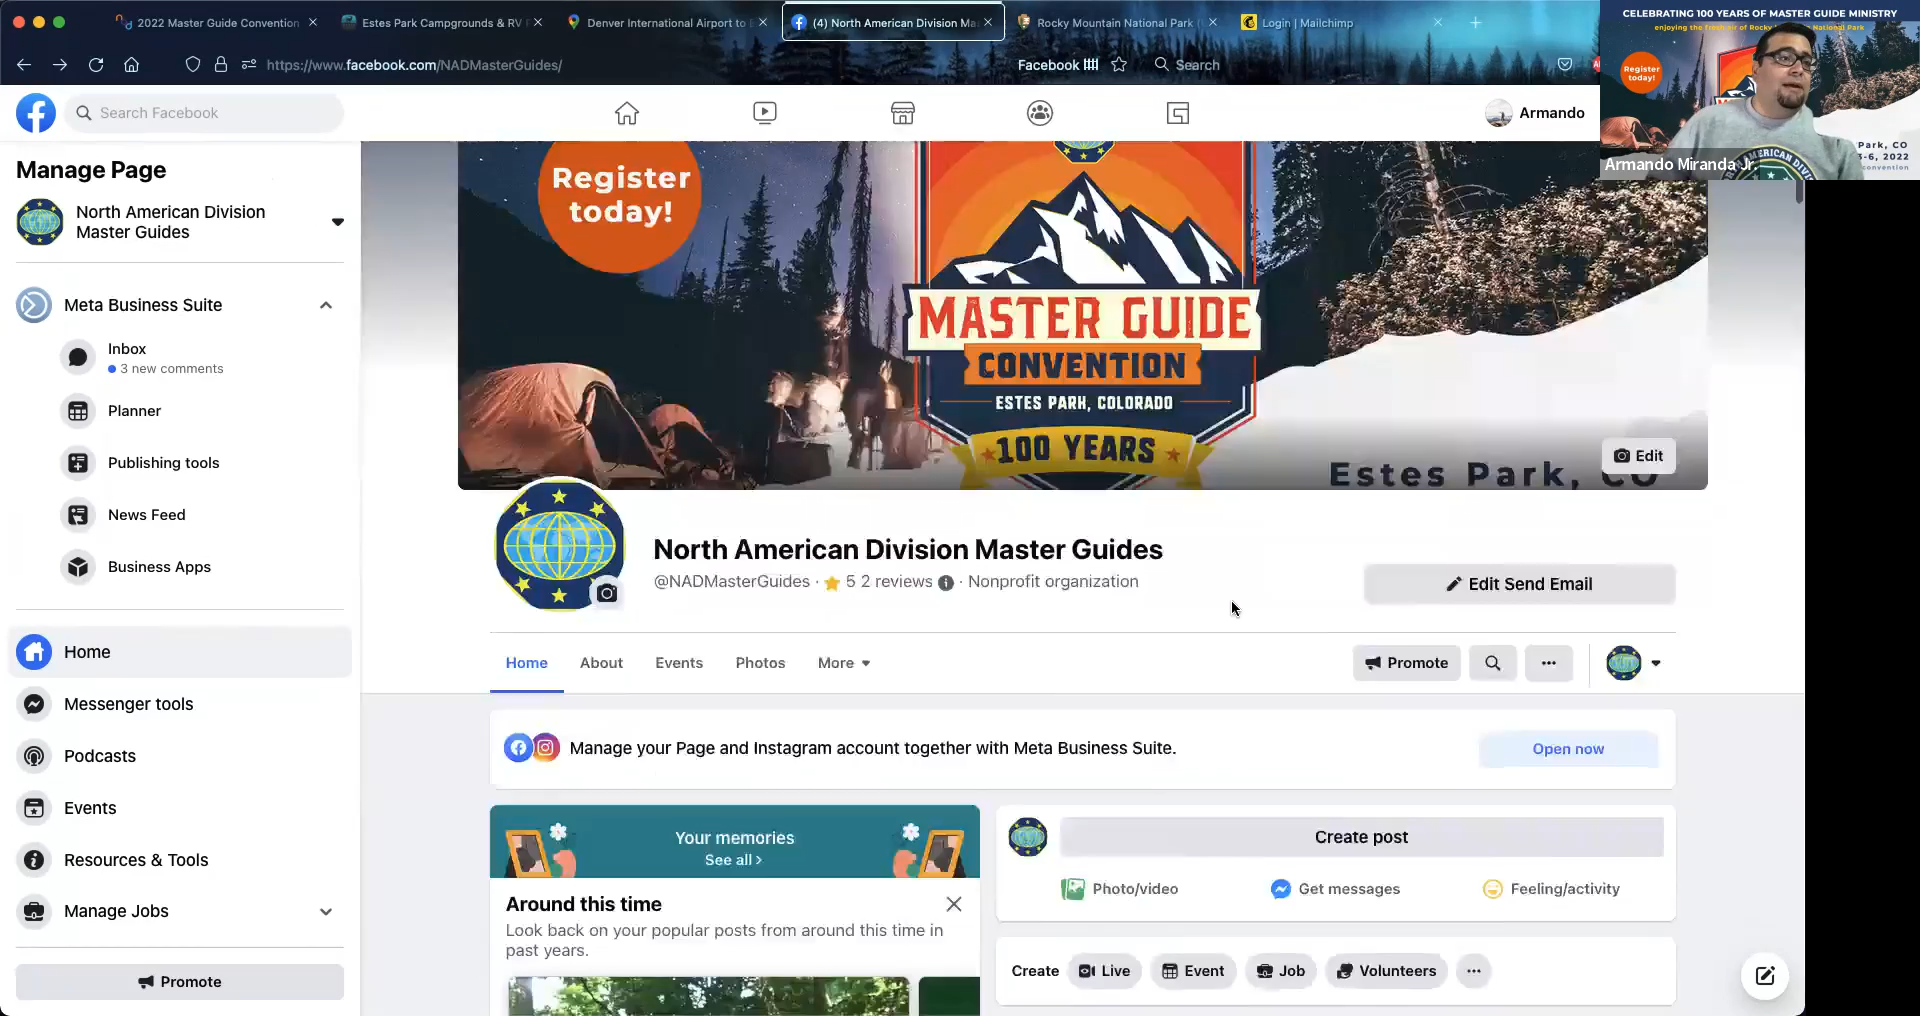 2022 Master Guide Convention
Estes Park Campgrounds & RV
Denver International Airport to
(4) North American Division Ma
Rocky Mountain National Park
Login | Mailchimp
https://www.facebook.com/NADMasterGuides/
Facebook
Search
CELEBRATING 100 YEARS OF MASTER GUIDE MINISTRY
Register
today!
Park, CO
-6, 2022
convention
Armando Miranda Jr.
Search Facebook
Armando
Manage Page
North American Division
Master Guides
Meta Business Suite
Inbox
3 new comments
Planner
Publishing tools
News Feed
Business Apps
Home
Messenger tools
Podcasts
Events
Resources & Tools
Manage Jobs
Promote
Register
today!
MASTER GUIDE
CONVENTION
ESTES PARK, COLORADO
100 YEARS
Estes Park, CO
Edit
North American Division Master Guides
@NADMasterGuides · 5 2 reviews · Nonprofit organization
Edit Send Email
Home
About
Events
Photos
More
Promote
Manage your Page and Instagram account together with Meta Business Suite.
Open now
Your memories
See all ›
Around this time
Look back on your popular posts from around this time in
past years.
Create post
Photo/video
Get messages
Feeling/activity
Create
Live
Event
Job
Volunteers